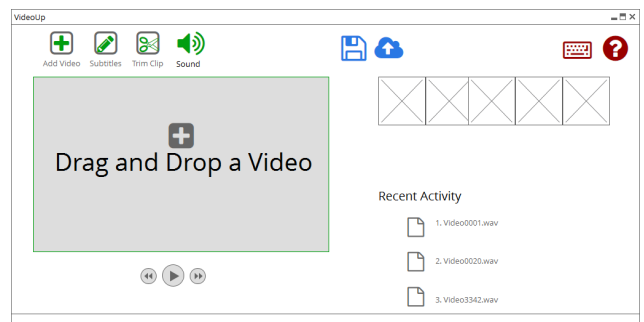 VideoUp
Add Video Subtitles Trim Clip Sound
?
Drag and Drop a Video
Recent Activity
1. Video0001.wav
2. Video0020.wav
3. Video3342.wav